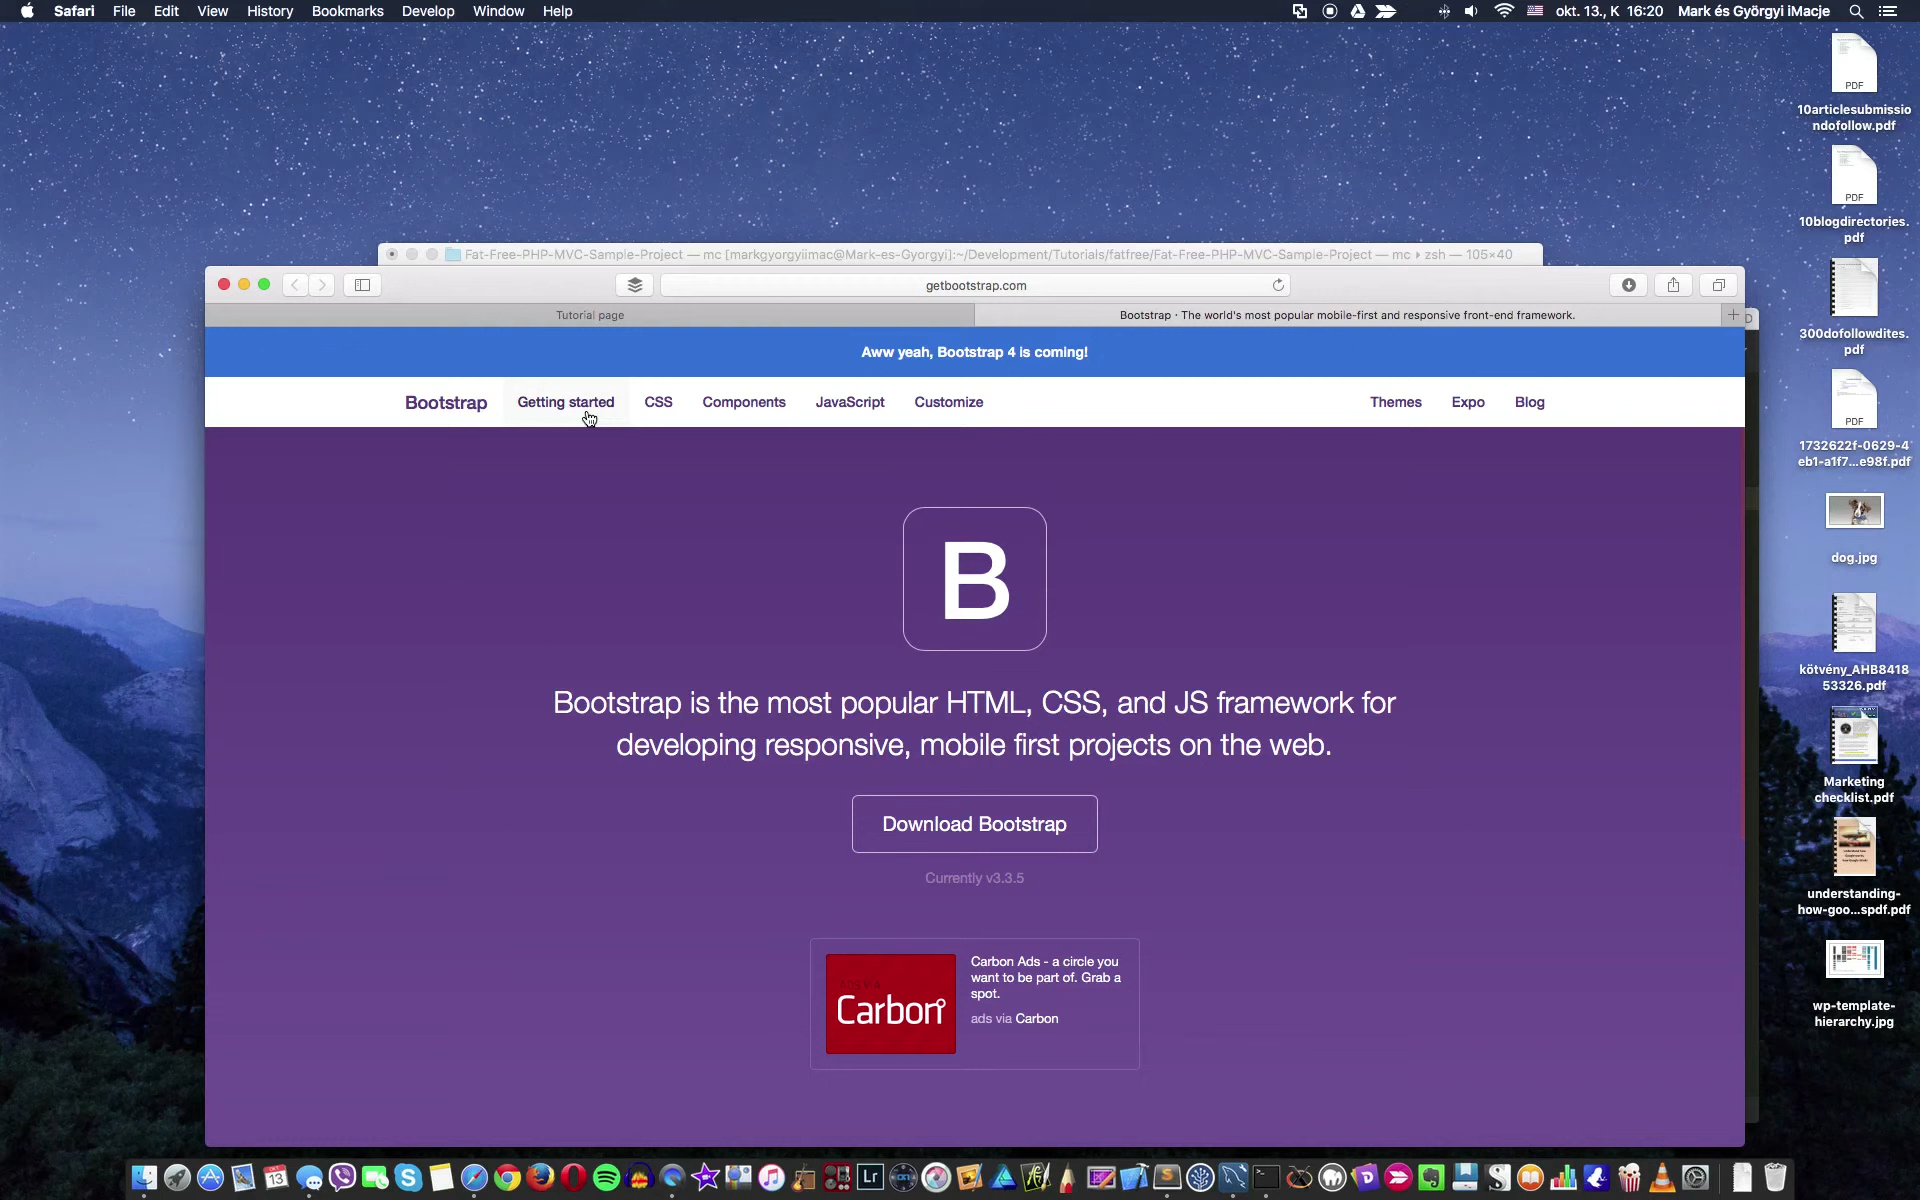 Safari File Edit View History Bookmarks Develop Window Help
okt. 13., K 16:20 Mark és Györgyi iMacje
Fat-Free-PHP-MVC-Sample-Project — mc [markgyorgyiimac@Mark-es-Gyorgyi]:~/Development/Tutorials/fatfree/Fat-Free-PHP-MVC-Sample-Project — mc ▸ zsh — 105×40
getbootstrap.com
Tutorial page
Bootstrap · The world's most popular mobile-first and responsive front-end framework.
Aww yeah, Bootstrap 4 is coming!
Bootstrap Getting started CSS Components JavaScript Customize Themes Expo Blog
B
Bootstrap is the most popular HTML, CSS, and JS framework for
developing responsive, mobile first projects on the web.
Download Bootstrap
Currently v3.3.5
Carbon
Carbon Ads - a circle you
want to be part of. Grab a
spot.
ads via Carbon
PDF
10articlesubmissio
ndofollow.pdf
PDF
10blogdirectories.
pdf
300dofollowdites.
pdf
PDF
1732622f-0629-4
eb1-a1f7...e98f.pdf
dog.jpg
kötvény_AHB8418
53326.pdf
Marketing
checklist.pdf
understanding-
how-goo...spdf.pdf
wp-template-
hierarchy.jpg
13
Lr